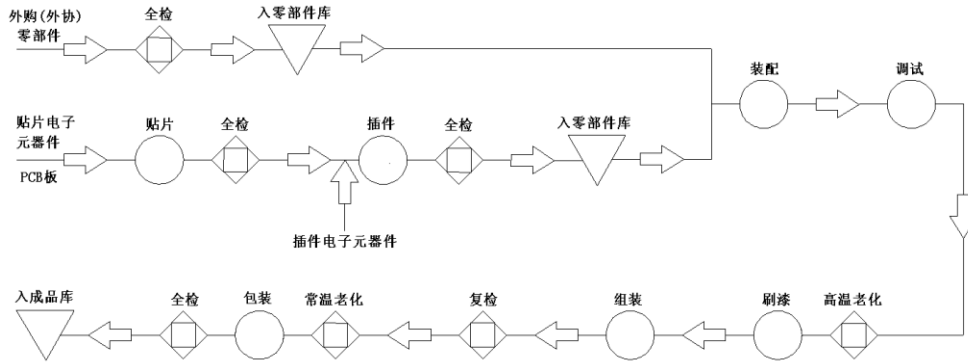 外购(外协)
零部件
全检
入零部件库
装配
调试
贴片电子
元器件
PCB板
贴片
全检
插件
全检
入零部件库
插件电子元器件
入成品库
全检
包装
常温老化
复检
组装
刷漆
高温老化